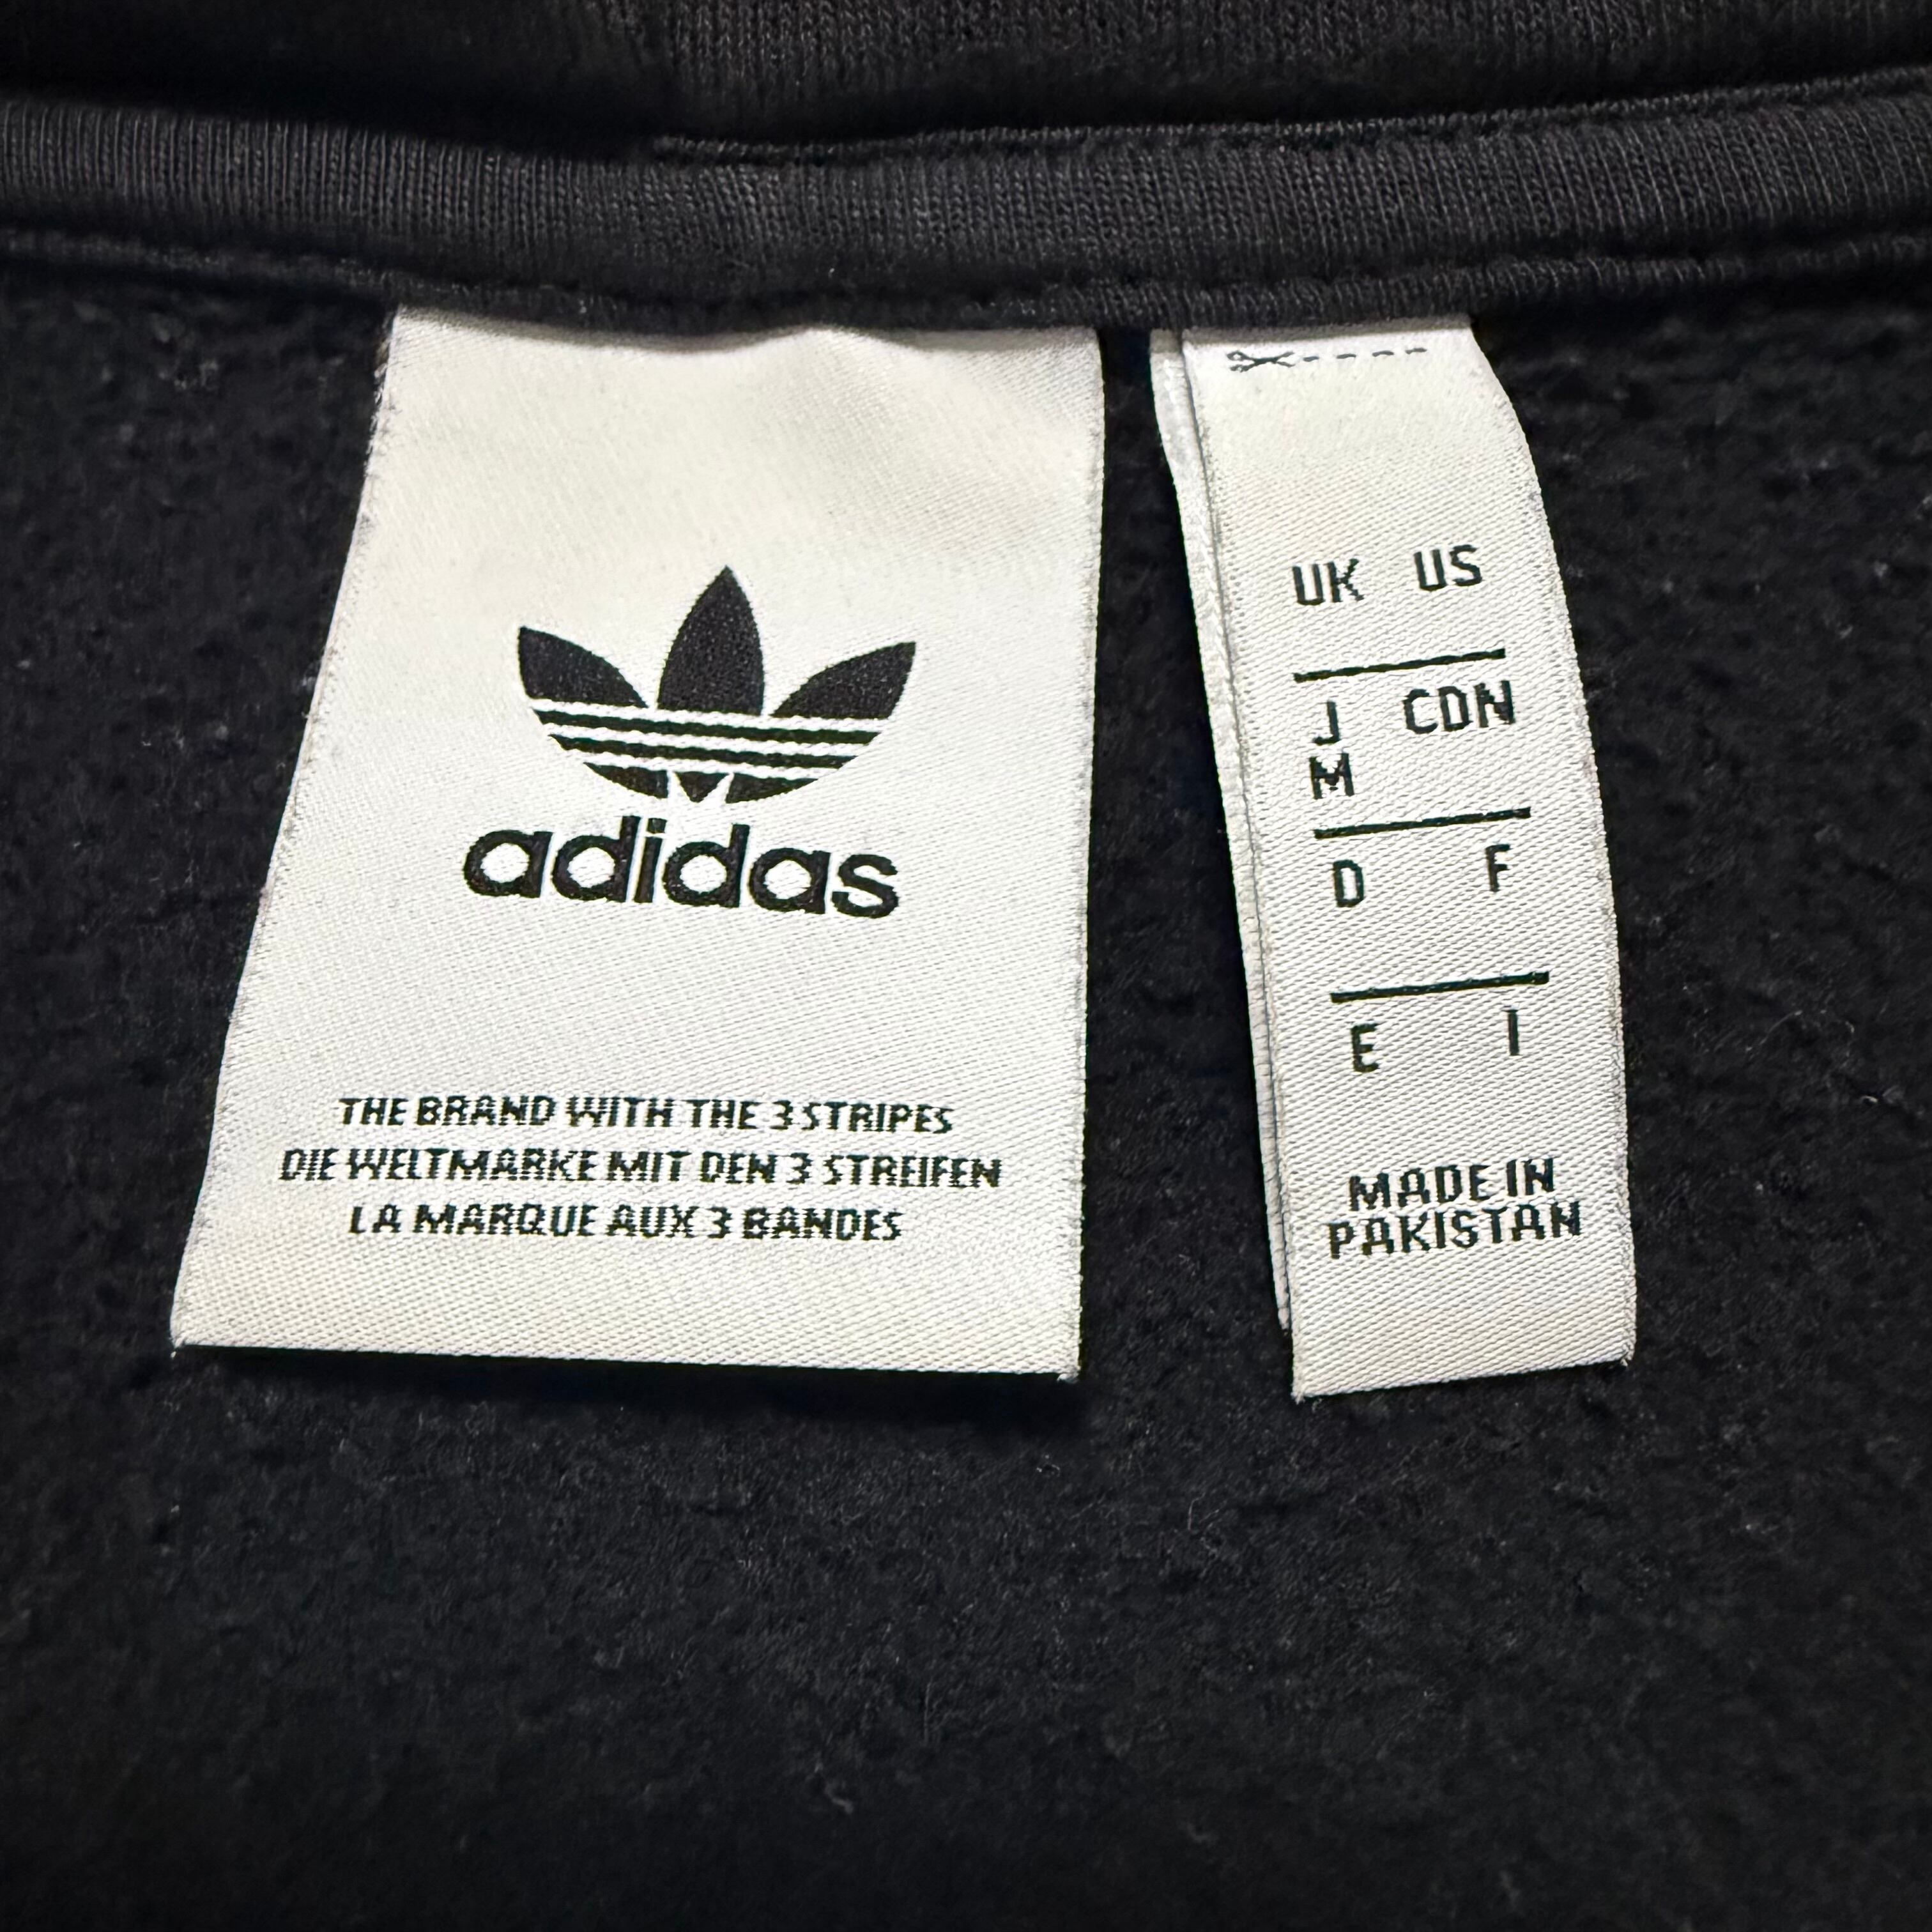 adidas
THE BRAND WITH THE 3 STRIPES
DIE WELTMARKE MIT DEN 3 STREIFEN
LA MARQUE AUX 3 BANDES
UK US
J CDN
M
D F
E I
MADE IN
PAKISTAN